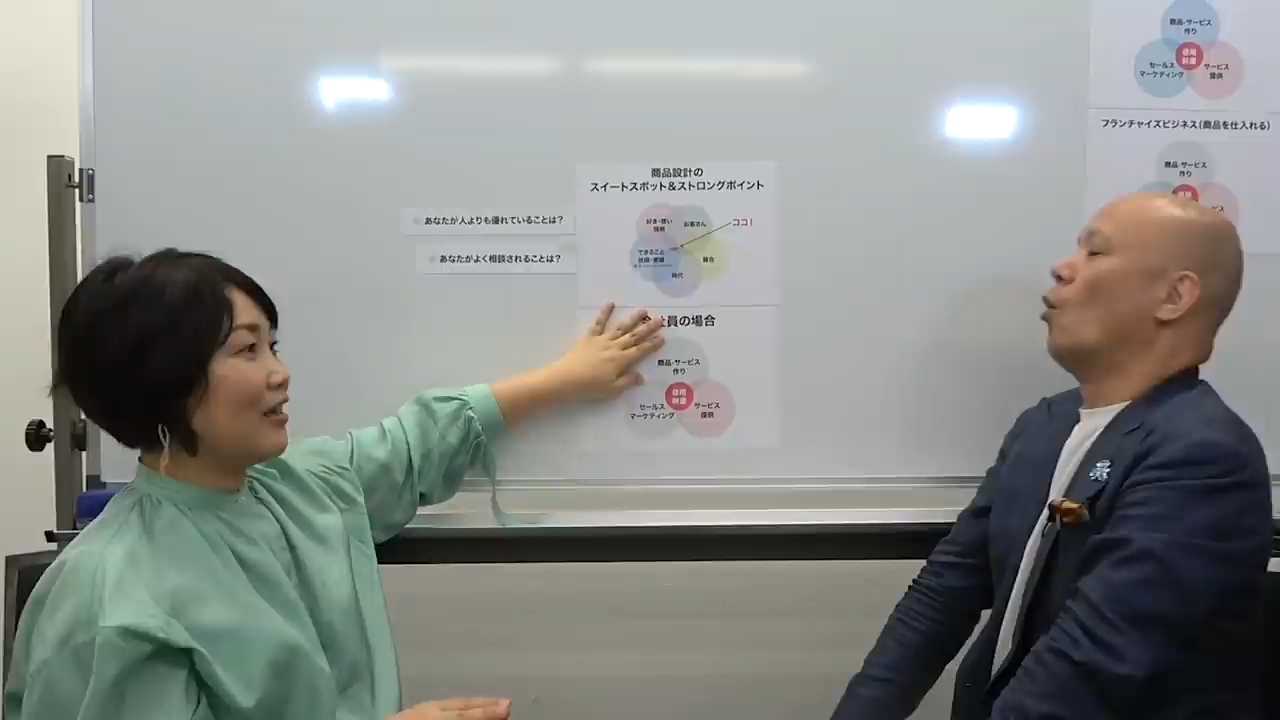 商品・サービス
作り
信用
財産
セールス
マーケティング
サービス
提供
フランチャイズビジネス(商品を仕入れる)
商品・サービス
作り
商品設計の
スイートスポット&ストロングポイント
好き・想い
お客さん
ココ!
できること
競合
時代
あなたが人よりも優れていることは?
あなたがよく相談されることは?
社員の場合
商品・サービス
作り
信用
財産
セールス
マーケティング
サービス
提供